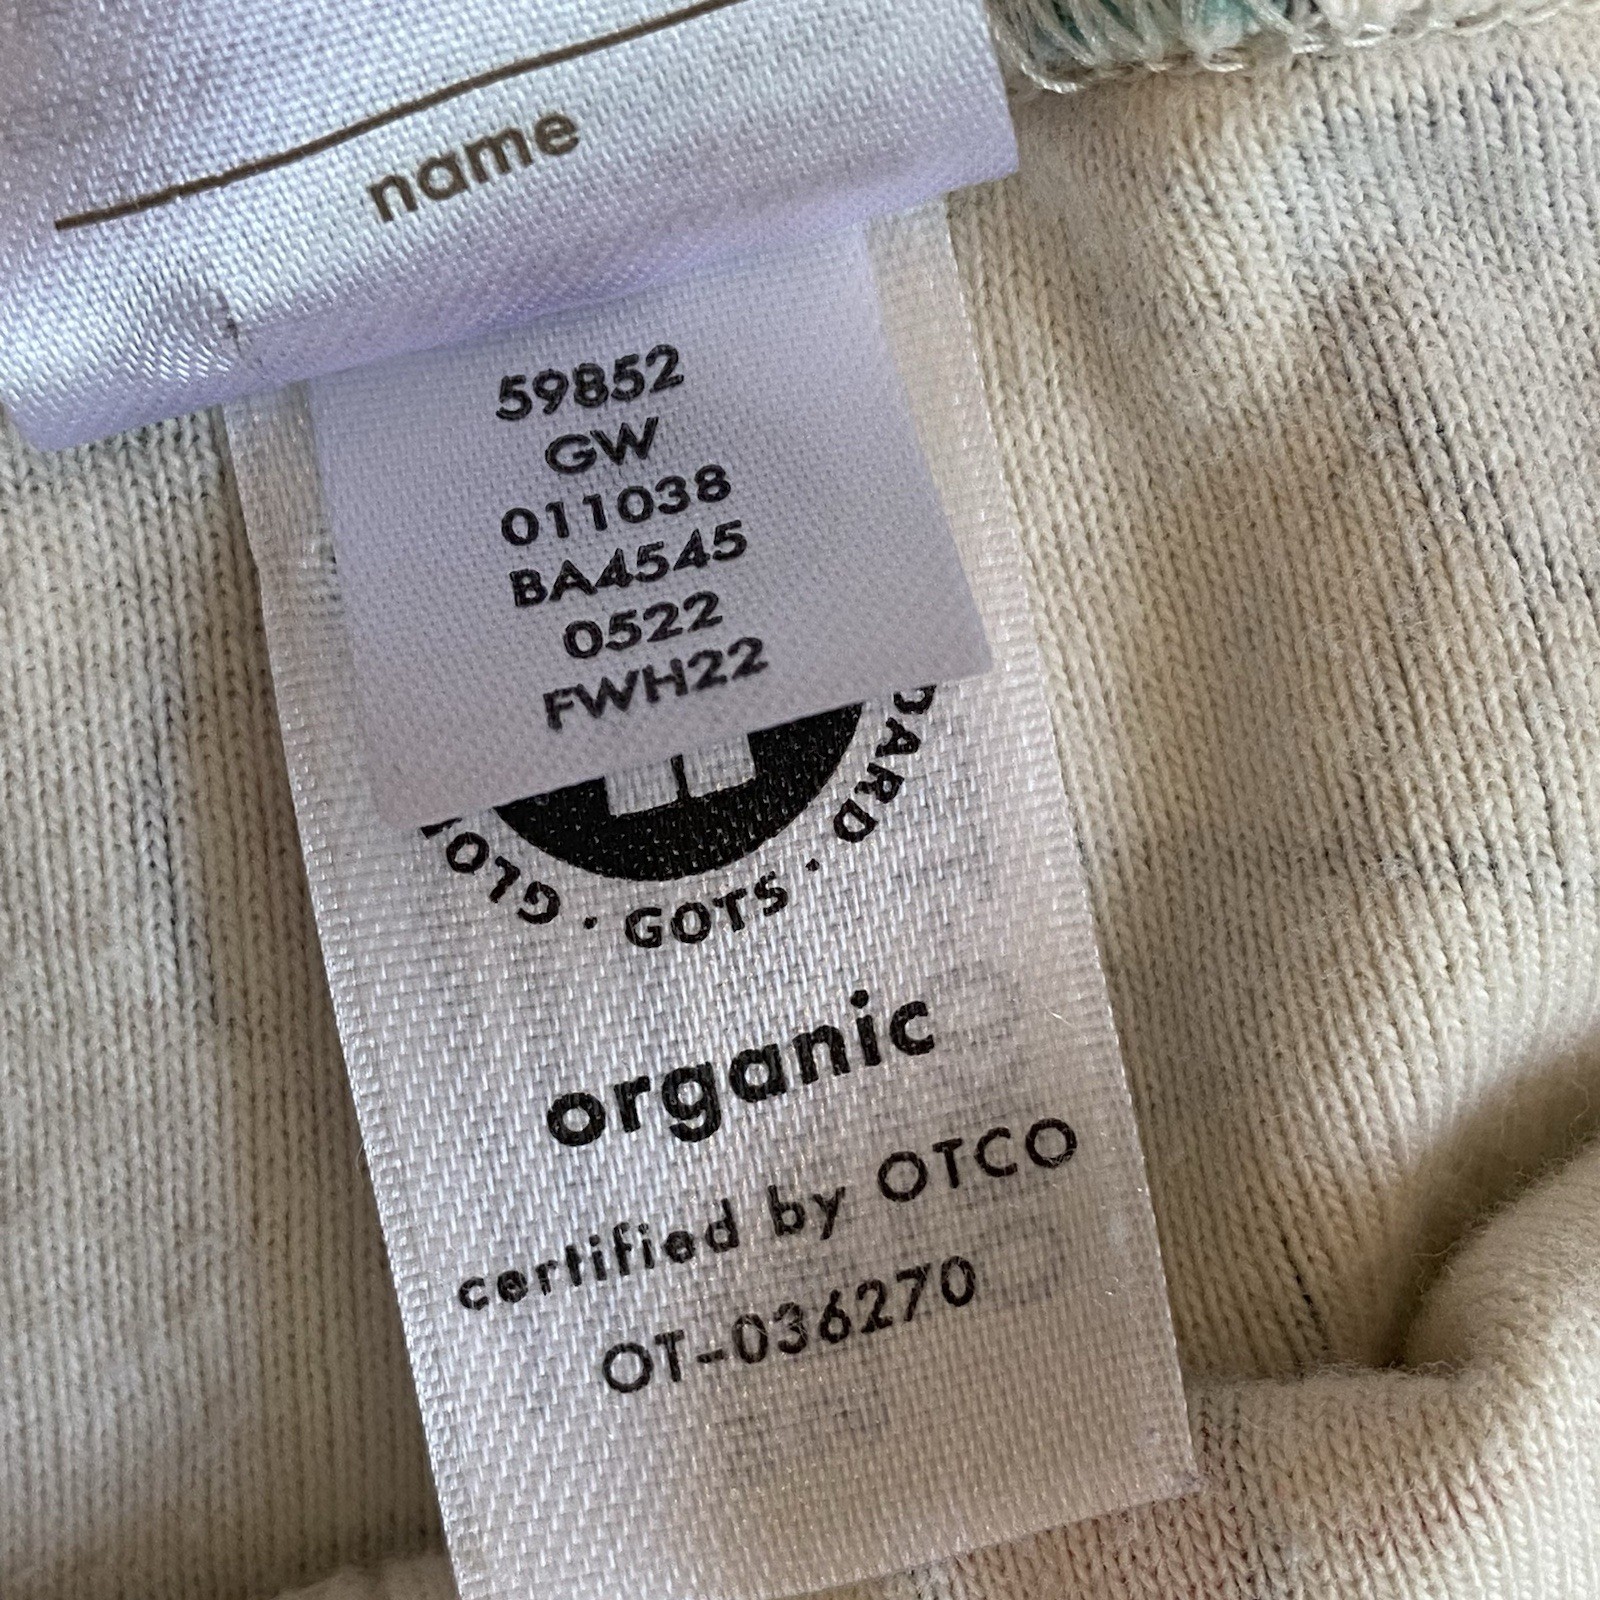 name
59852
GW
011038
BA4545
0522
FWH22
GOTS
organic
certified by OTCO
OT-036270